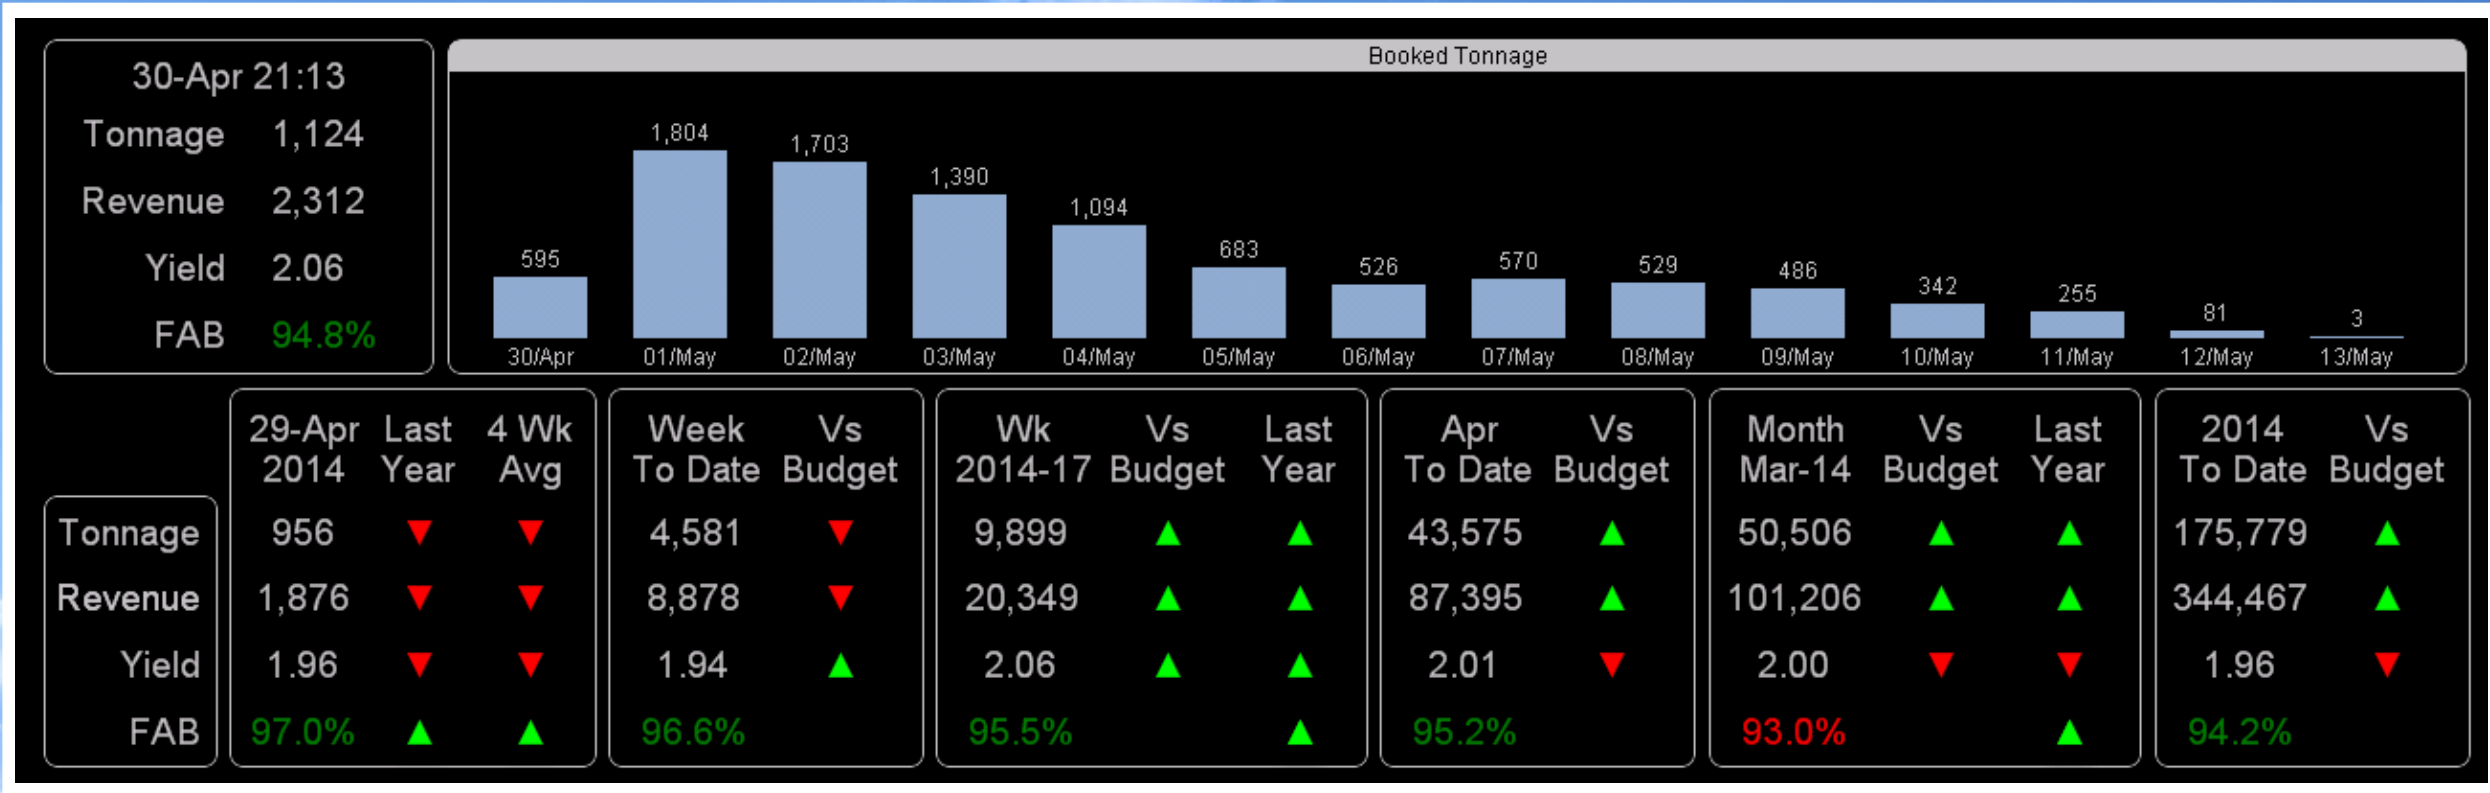 30-Apr 21:13
Tonnage 1,124
Revenue 2,312
Yield 2.06
FAB 94.8%
Booked Tonnage
595 1,804 1,703 1,390 1,094 683 526 570 529 486 342 255 81 3
30/Apr 01/May 02/May 03/May 04/May 05/May 06/May 07/May 08/May 09/May 10/May 11/May 12/May 13/May
29-Apr Last 4 Wk Week Vs Wk Vs Last Apr Vs Month Vs Last 2014 Vs
2014 Year Avg To Date Budget 2014-17 Budget Year To Date Budget Mar-14 Budget Year To Date Budget
Tonnage 956 ▼ ▼ 4,581 ▼ 9,899 ▲ ▲ 43,575 ▲ 50,506 ▲ ▲ 175,779 ▲
Revenue 1,876 ▼ ▼ 8,878 ▼ 20,349 ▲ ▲ 87,395 ▲ 101,206 ▲ ▲ 344,467 ▲
Yield 1.96 ▼ ▼ 1.94 ▲ 2.06 ▲ ▲ 2.01 ▼ 2.00 ▼ ▼ 1.96 ▼
FAB 97.0% ▲ ▲ 96.6% 95.5% ▲ 95.2% 93.0% ▲ 94.2%